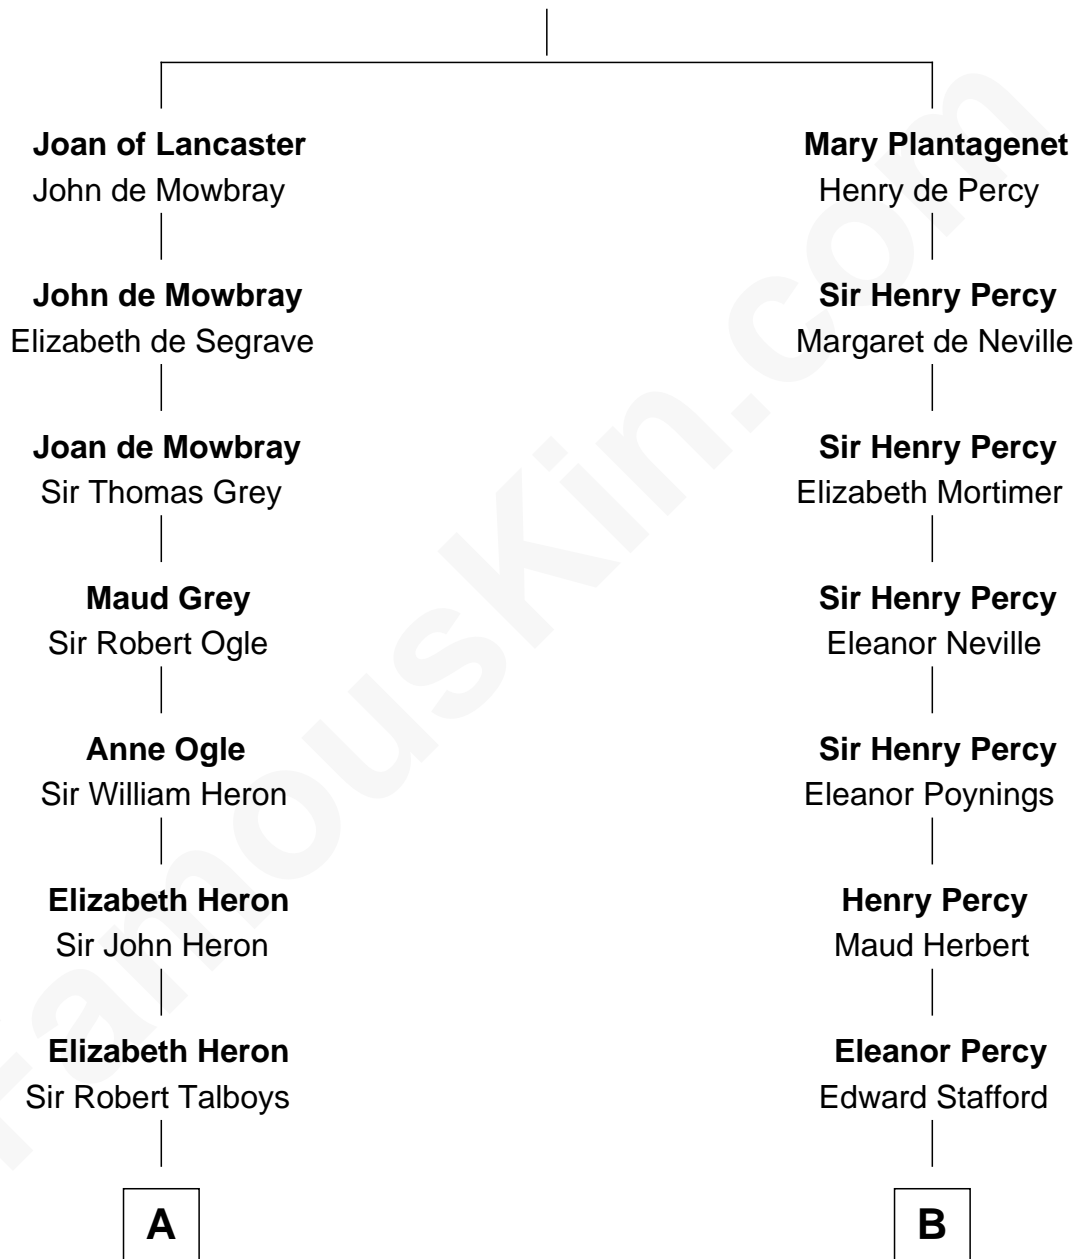 Joan of Lancaster
John de Mowbray
John de Mowbray
Elizabeth de Segrave
Joan de Mowbray
Sir Thomas Grey
Maud Grey
Sir Robert Ogle
Anne Ogle
Sir William Heron
Elizabeth Heron
Sir John Heron
Elizabeth Heron
Sir Robert Talboys
A
Mary Plantagenet
Henry de Percy
Sir Henry Percy
Margaret de Neville
Sir Henry Percy
Elizabeth Mortimer
Sir Henry Percy
Eleanor Neville
Sir Henry Percy
Eleanor Poynings
Henry Percy
Maud Herbert
Eleanor Percy
Edward Stafford
B
FamousKin.com